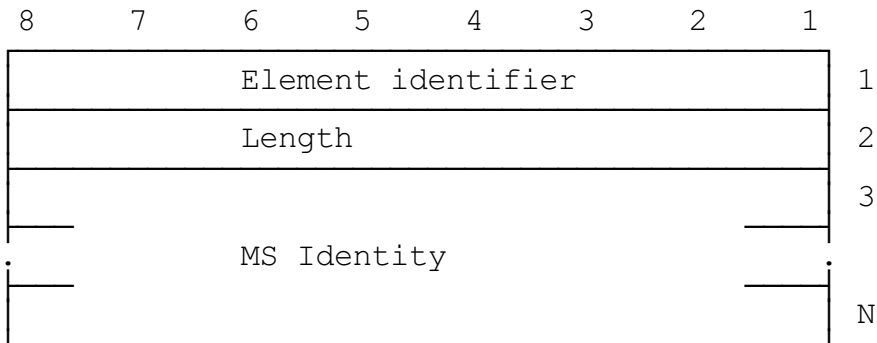 8 7 6 5 4 3 2 1
Element identifier 1
Length 2
3
MS Identity
N